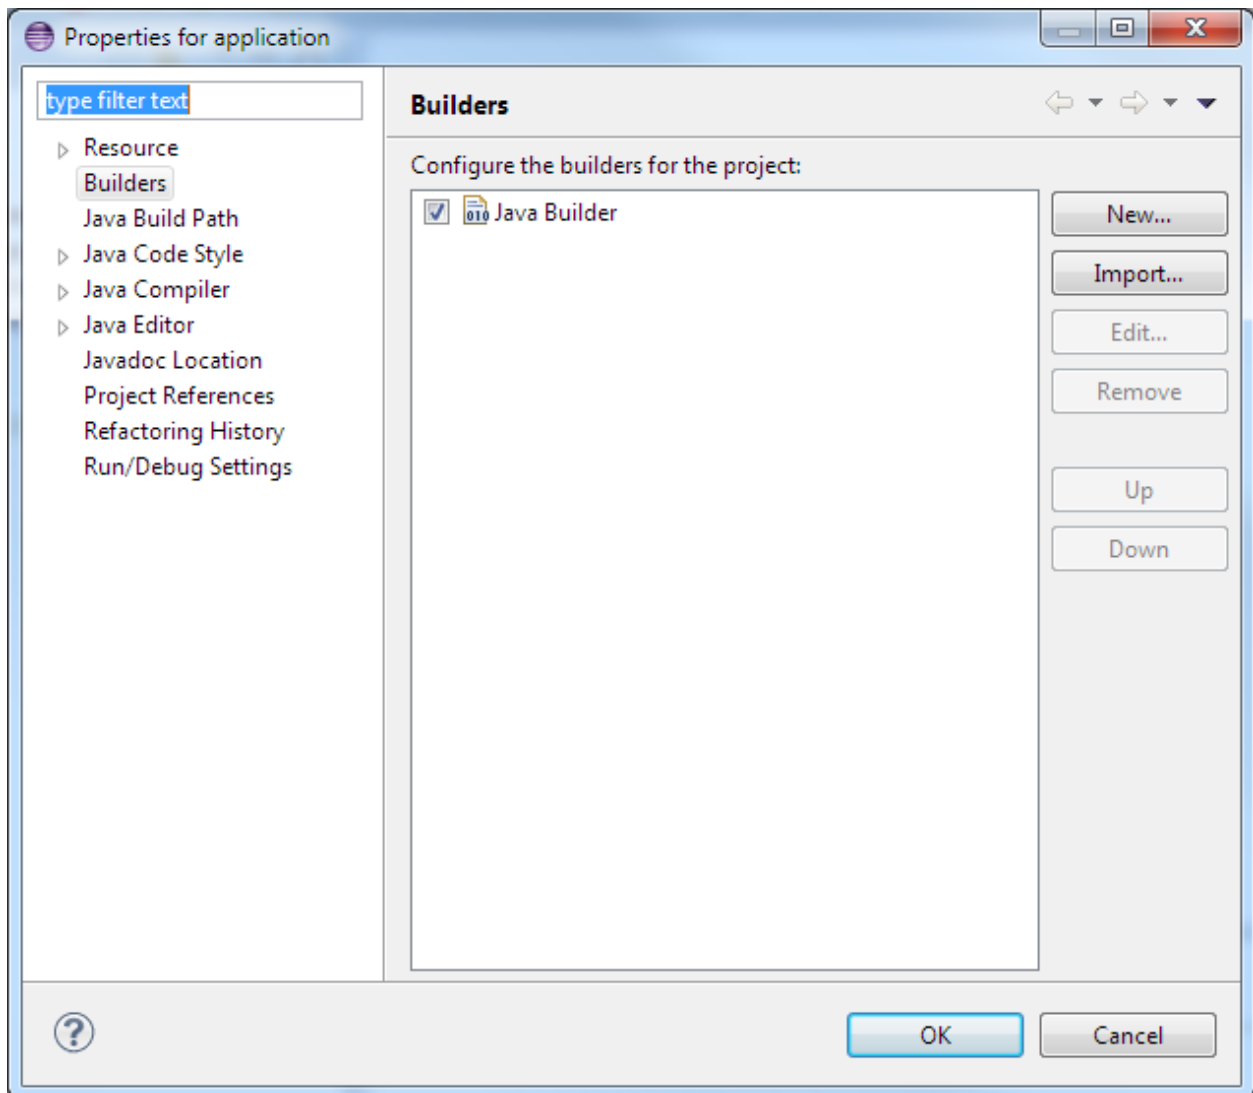 Properties for application
type filter text
Resource
Builders
Java Build Path
Java Code Style
Java Compiler
Java Editor
Javadoc Location
Project References
Refactoring History
Run/Debug Settings
Builders
Configure the builders for the project:
010 Java Builder
New...
Import...
Edit...
Remove
Up
Down
?
OK
Cancel